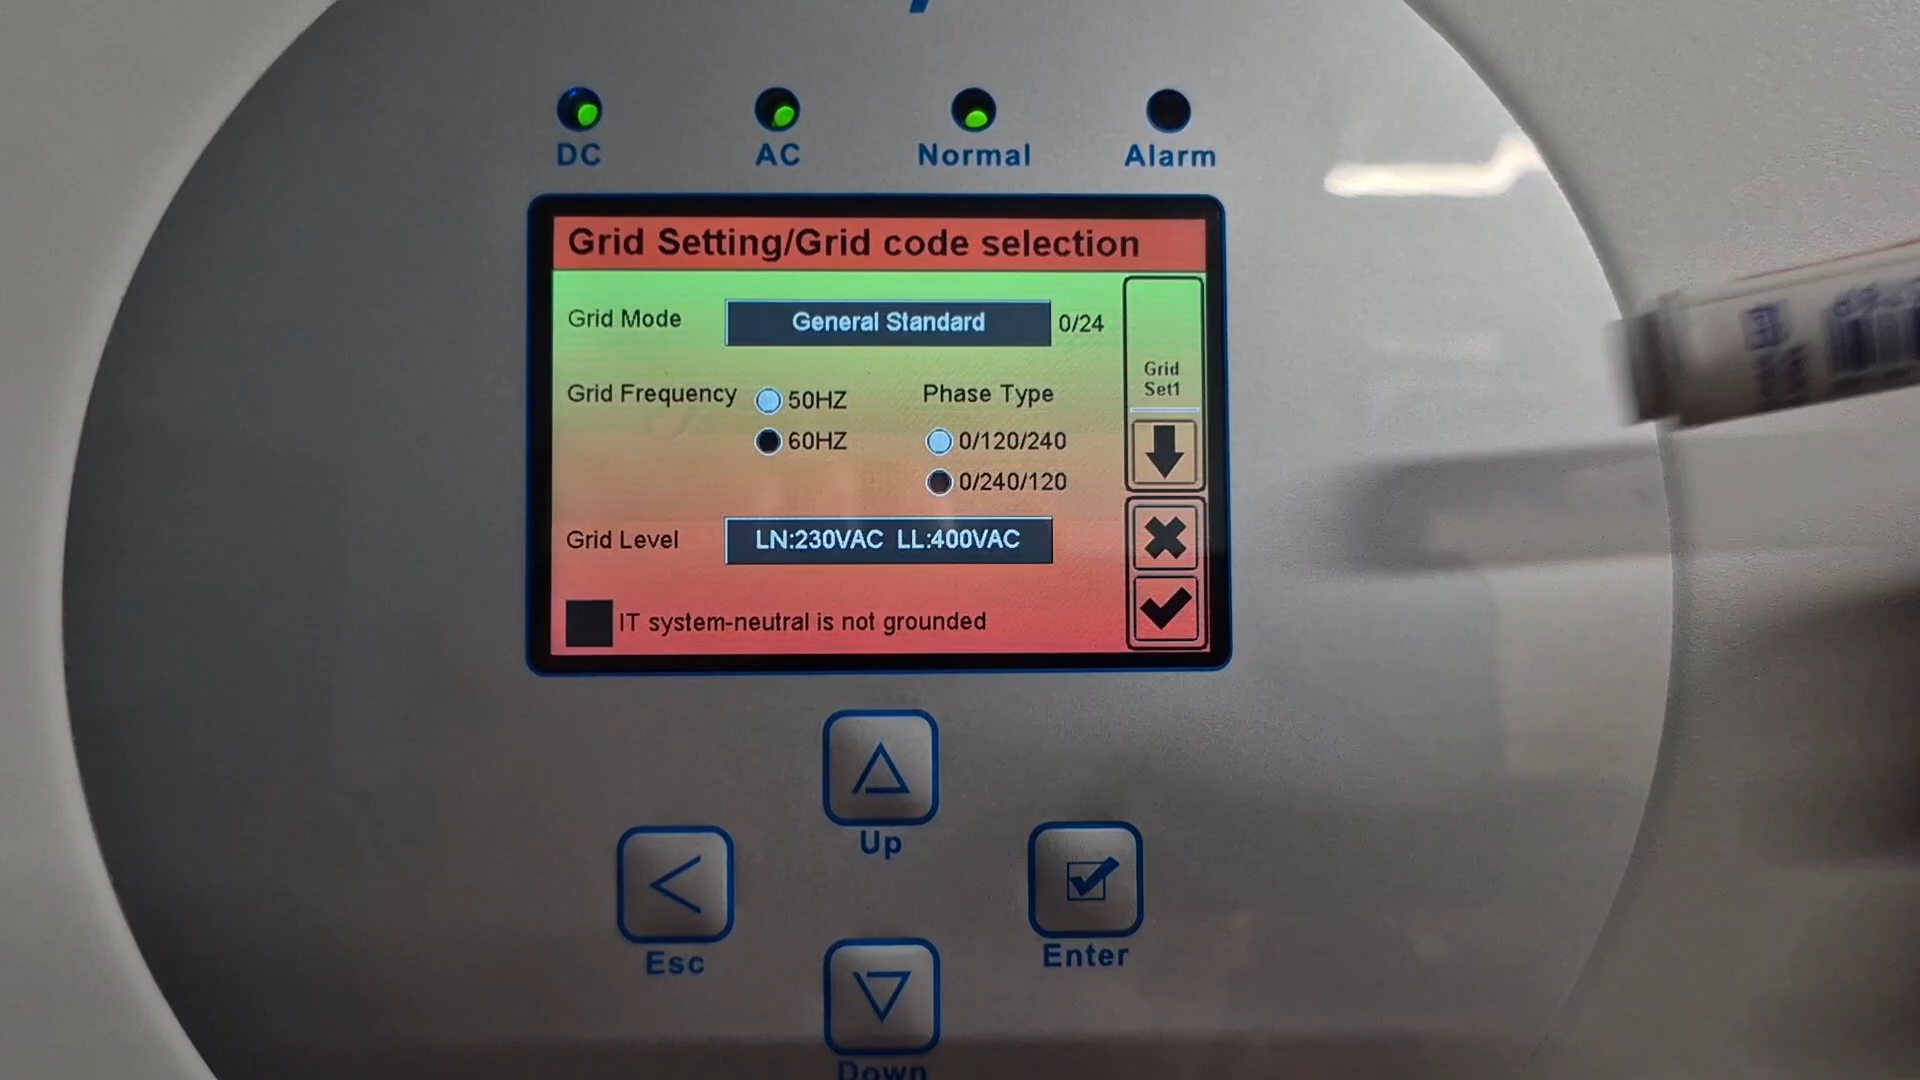 DC AC Normal Alarm
Grid Setting/Grid code selection
Grid Mode General Standard 0/24
Grid Set1
Grid Frequency 50HZ Phase Type
60HZ 0/120/240
0/240/120
Grid Level LN:230VAC LL:400VAC
IT system-neutral is not grounded
Up
Esc Enter
Down